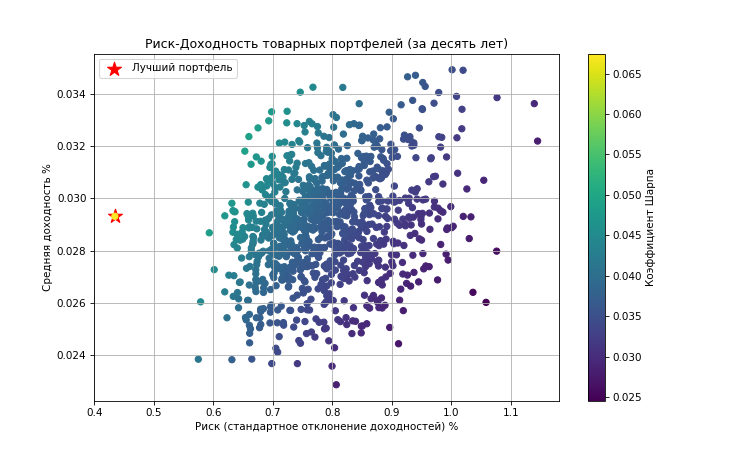 Риск-Доходность товарных портфелей (за десять лет)
Лучший портфель
Средняя доходность %
0.034
0.032
0.030
0.028
0.026
0.024
0.4 0.5 0.6 0.7 0.8 0.9 1.0 1.1
Риск (стандартное отклонение доходностей) %
0.065
0.060
0.055
0.050
0.045
0.040
0.035
0.030
0.025
Коэффициент Шарпа